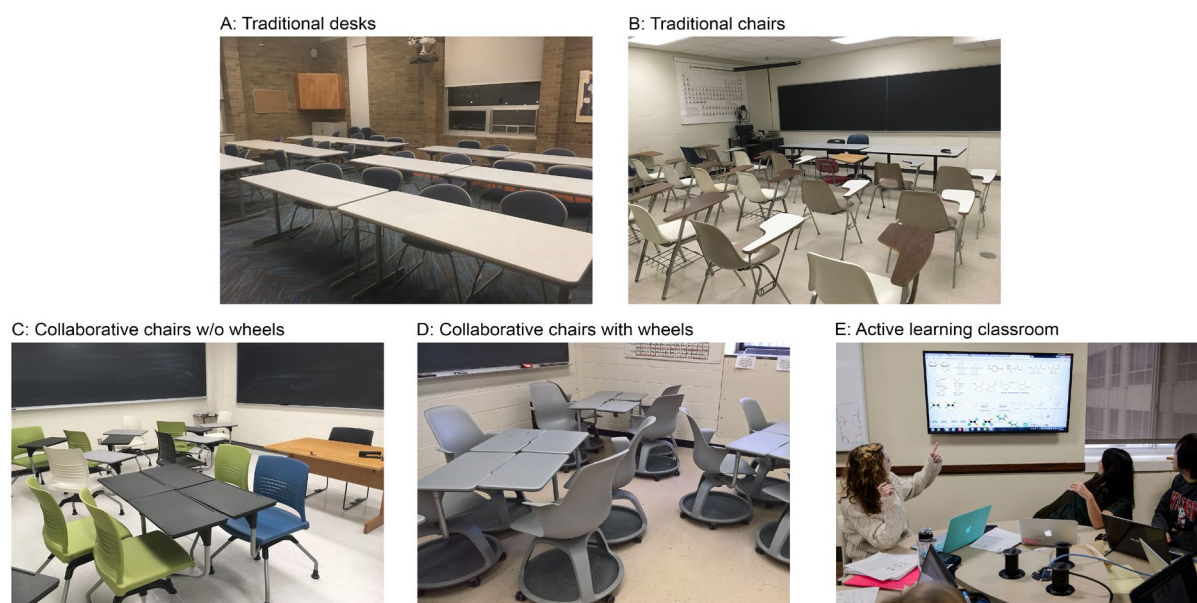 A: Traditional desks
B: Traditional chairs
C: Collaborative chairs w/o wheels
D: Collaborative chairs with wheels
E: Active learning classroom